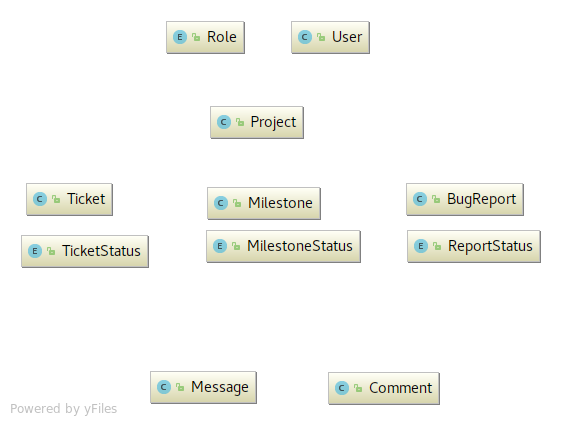 E Role
C User
C Project
C Ticket
C Milestone
C BugReport
E TicketStatus
E MilestoneStatus
E ReportStatus
C Message
C Comment
Powered by yFiles